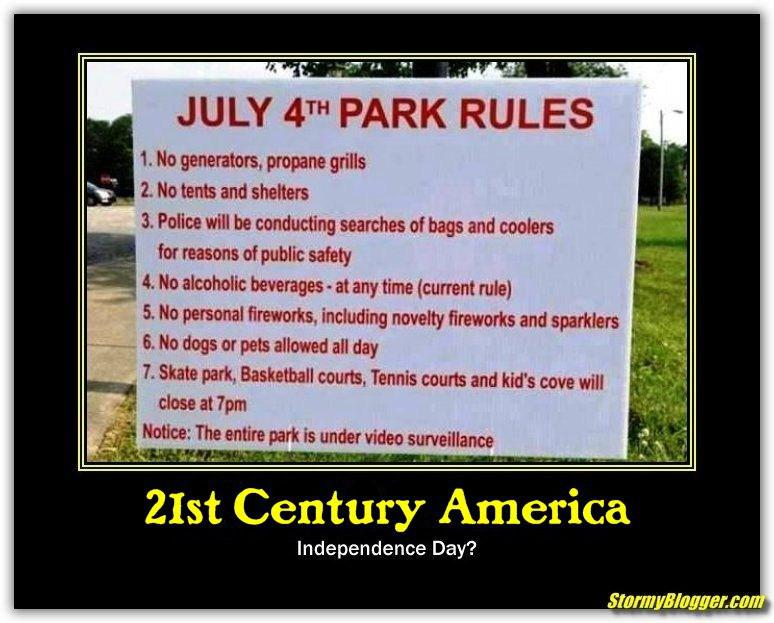 JULY 4TH PARK RULES
1. No generators, propane grills
2. No tents and shelters
3. Police will be conducting searches of bags and coolers
for reasons of public safety
4. No alcoholic beverages - at any time (current rule)
5. No personal fireworks, including novelty fireworks and sparklers
6. No dogs or pets allowed all day
7. Skate park, Basketball courts, Tennis courts and kid's cove will
close at 7pm
Notice: The entire park is under video surveillance
21st Century America
Independence Day?
StormyBlogger.com